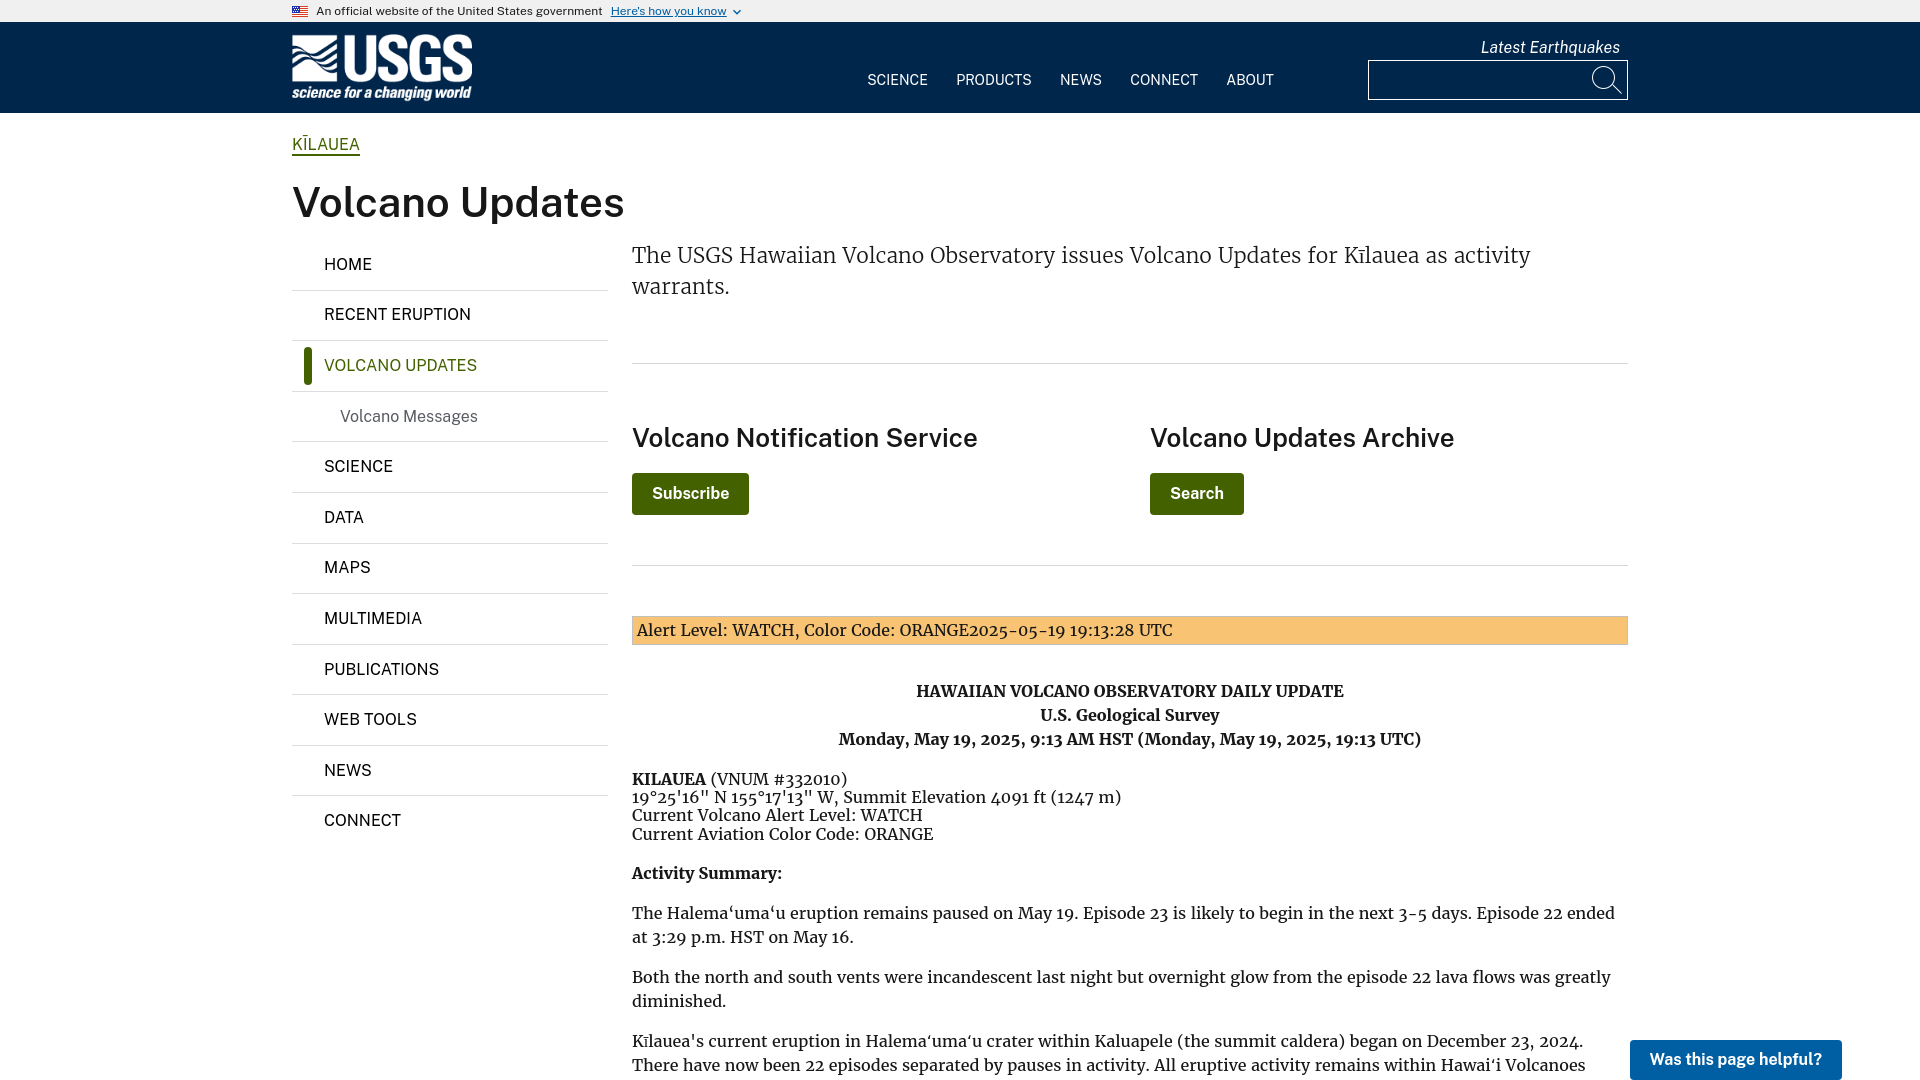 An official website of the United States government Here's how you know
USGS
science for a changing world
Latest Earthquakes
SCIENCE PRODUCTS NEWS CONNECT ABOUT
KĪLAUEA
Volcano Updates
HOME
RECENT ERUPTION
VOLCANO UPDATES
Volcano Messages
SCIENCE
DATA
MAPS
MULTIMEDIA
PUBLICATIONS
WEB TOOLS
NEWS
CONNECT
The USGS Hawaiian Volcano Observatory issues Volcano Updates for Kīlauea as activity
warrants.
Volcano Notification Service
Subscribe
Volcano Updates Archive
Search
Alert Level: WATCH, Color Code: ORANGE2025-05-19 19:13:28 UTC
HAWAIIAN VOLCANO OBSERVATORY DAILY UPDATE
U.S. Geological Survey
Monday, May 19, 2025, 9:13 AM HST (Monday, May 19, 2025, 19:13 UTC)
KILAUEA (VNUM #332010)
19°25'16" N 155°17'13" W, Summit Elevation 4091 ft (1247 m)
Current Volcano Alert Level: WATCH
Current Aviation Color Code: ORANGE
Activity Summary:
The Halemaʻumaʻu eruption remains paused on May 19. Episode 23 is likely to begin in the next 3-5 days. Episode 22 ended
at 3:29 p.m. HST on May 16.
Both the north and south vents were incandescent last night but overnight glow from the episode 22 lava flows was greatly
diminished.
Kīlauea's current eruption in Halemaʻumaʻu crater within Kaluapele (the summit caldera) began on December 23, 2024.
There have now been 22 episodes separated by pauses in activity. All eruptive activity remains within Hawaiʻi Volcanoes
Was this page helpful?